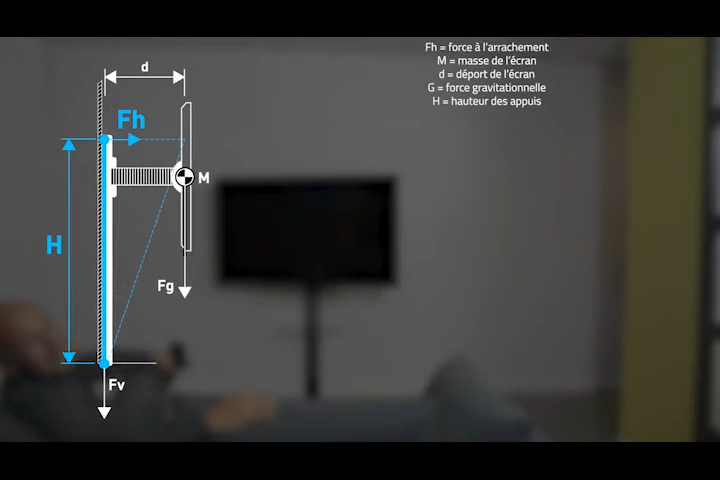 Fh = force à l'arrachement
M = masse de l'écran
d = déport de l'écran
G = force gravitationnelle
H = hauteur des appuis
d
Fh
M
H
Fg
Fv